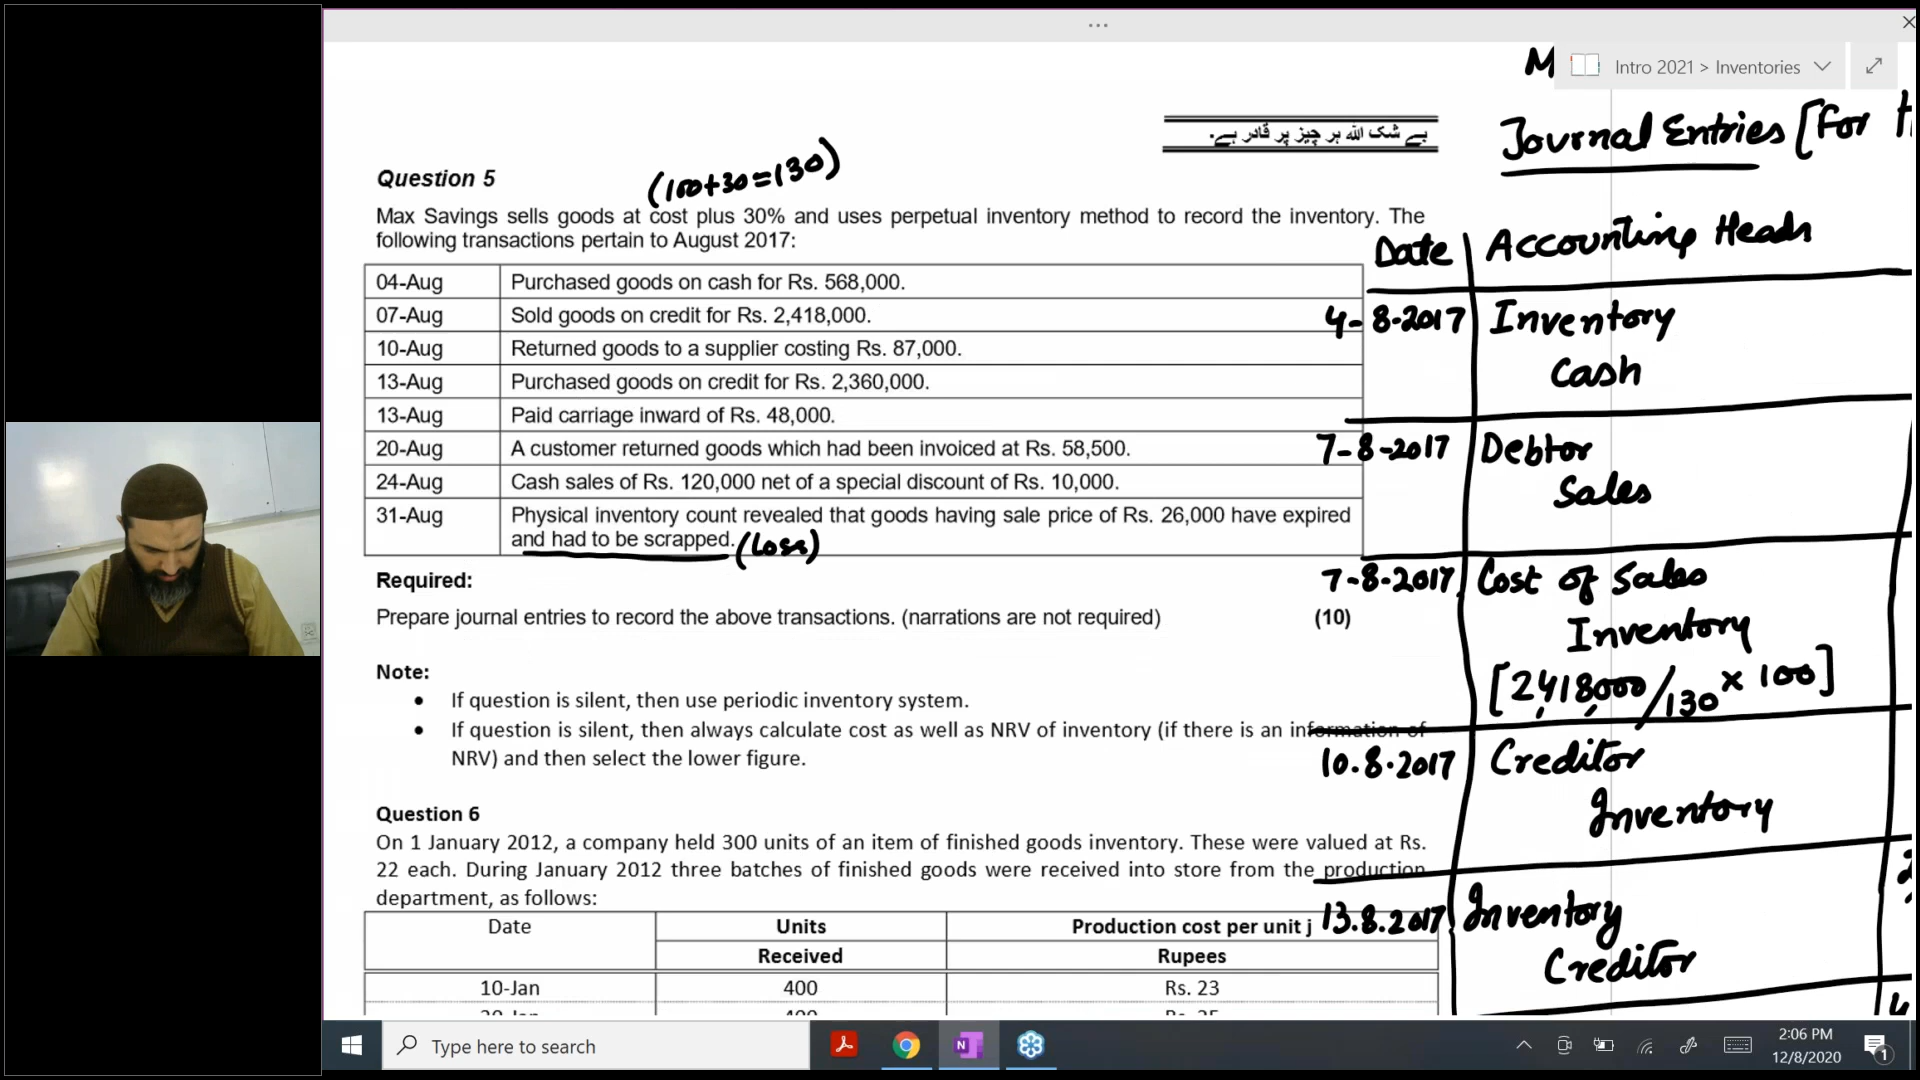 Intro 2021 > Inventories
بے شک اللہ ہر چیز پر قادر ہے۔
Journal Entries [For
(100+30=130)
Question 5
Max Savings sells goods at cost plus 30% and uses perpetual inventory method to record the inventory. The
following transactions pertain to August 2017:
04-Aug Purchased goods on cash for Rs. 568,000.
07-Aug Sold goods on credit for Rs. 2,418,000.
10-Aug Returned goods to a supplier costing Rs. 87,000.
13-Aug Purchased goods on credit for Rs. 2,360,000.
13-Aug Paid carriage inward of Rs. 48,000.
20-Aug A customer returned goods which had been invoiced at Rs. 58,500.
24-Aug Cash sales of Rs. 120,000 net of a special discount of Rs. 10,000.
31-Aug Physical inventory count revealed that goods having sale price of Rs. 26,000 have expired
and had to be scrapped. (Loss)
Required:
Prepare journal entries to record the above transactions. (narrations are not required) (10)
Note:
• If question is silent, then use periodic inventory system.
• If question is silent, then always calculate cost as well as NRV of inventory (if there is an information of
NRV) and then select the lower figure.
Question 6
On 1 January 2012, a company held 300 units of an item of finished goods inventory. These were valued at Rs.
22 each. During January 2012 three batches of finished goods were received into store from the production
department, as follows:
Date Units Production cost per unit
Received Rupees
10-Jan 400 Rs. 23
Date Accounting Heads
4-8-2017 Inventory
Cash
7-8-2017 Debtor
Sales
7-8-2017 Cost of Sales
Inventory
[2,418,000/130 × 100]
10.8.2017 Creditor
Inventory
13.8.2017 Inventory
Creditor
Type here to search
2:06 PM
12/8/2020
1